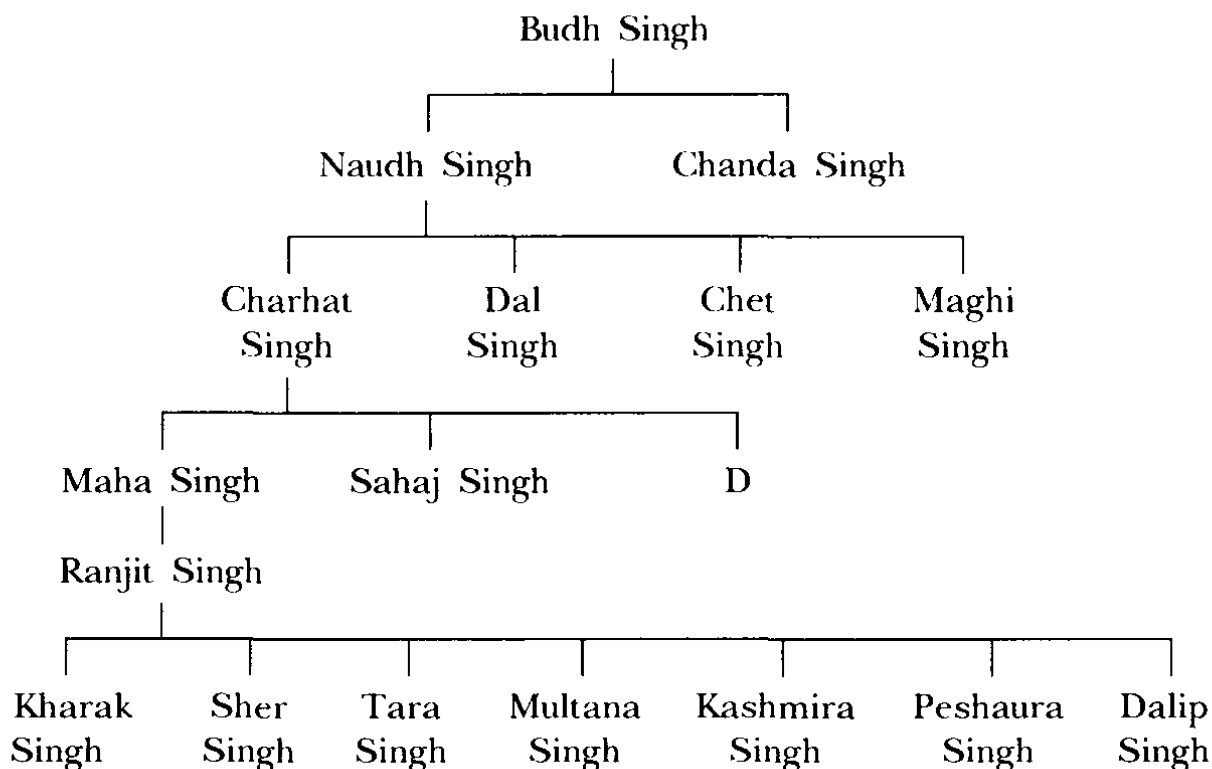 Budh Singh
Naudh Singh Chanda Singh
Charhat Dal Chet Maghi
Singh Singh Singh Singh
Maha Singh Sahaj Singh D
Ranjit Singh
Kharak Sher Tara Multana Kashmira Peshaura Dalip
Singh Singh Singh Singh Singh Singh Singh